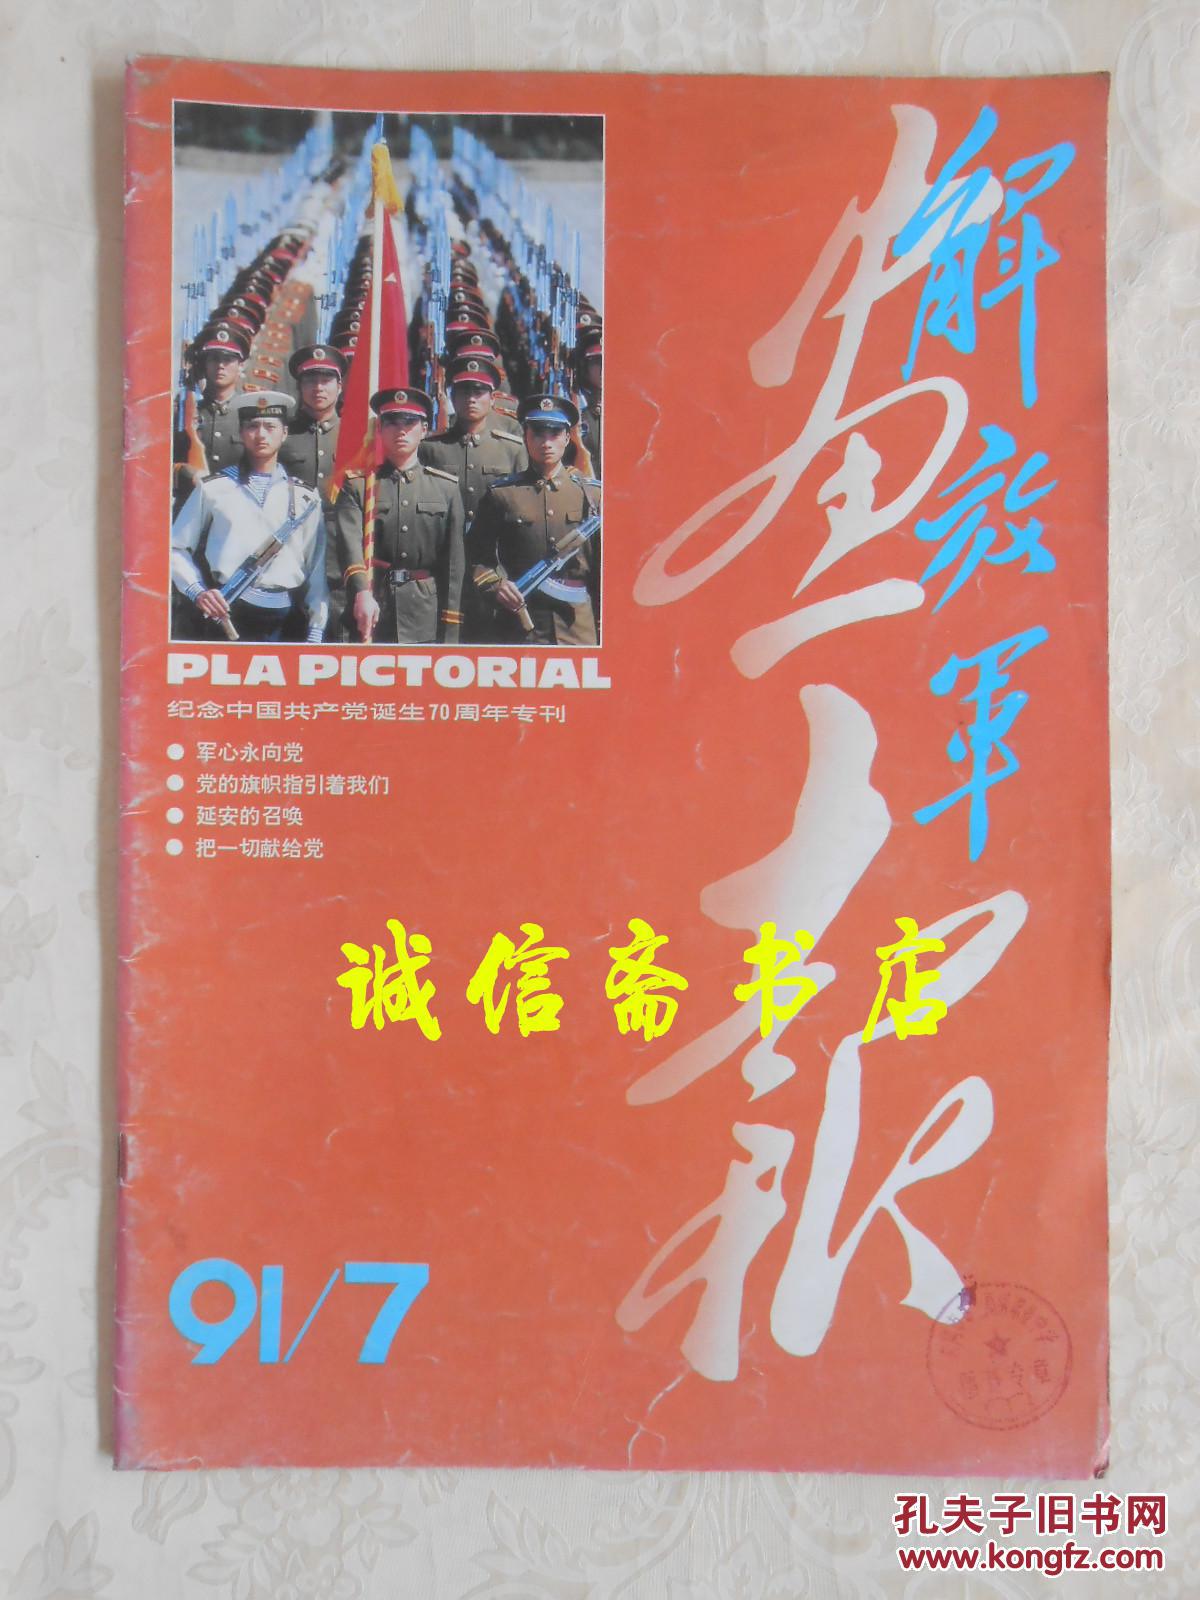 解放军
画报
PLA PICTORIAL
纪念中国共产党诞生70周年专刊
● 军心永向党
● 党的旗帜指引着我们
● 延安的召唤
● 把一切献给党
诚信斋书店
91/7
孔夫子旧书网
www.kongfz.com